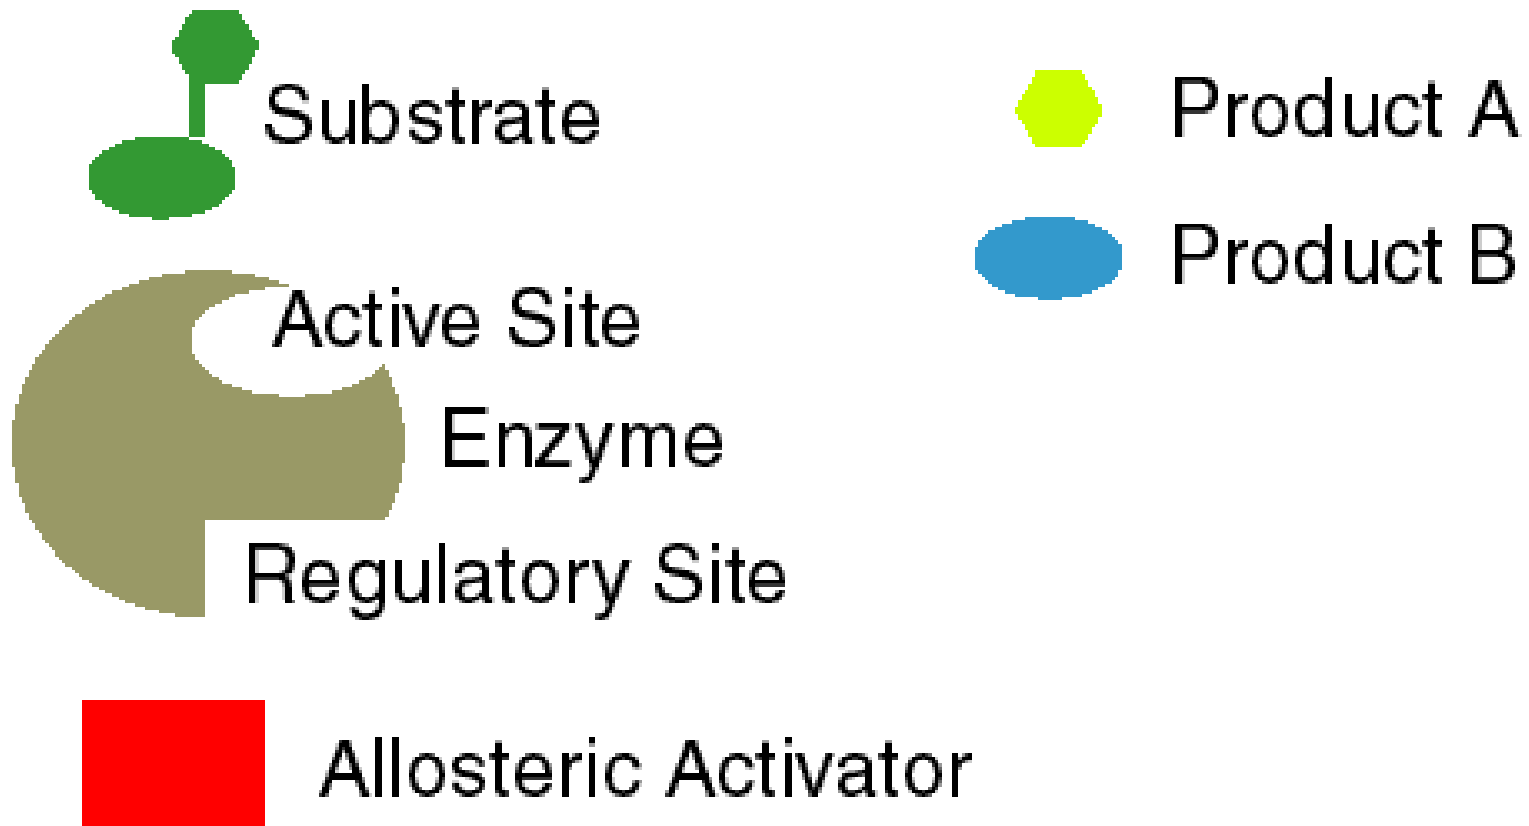 Substrate
Active Site
Enzyme
Regulatory Site
Allosteric Activator
Product A
Product B